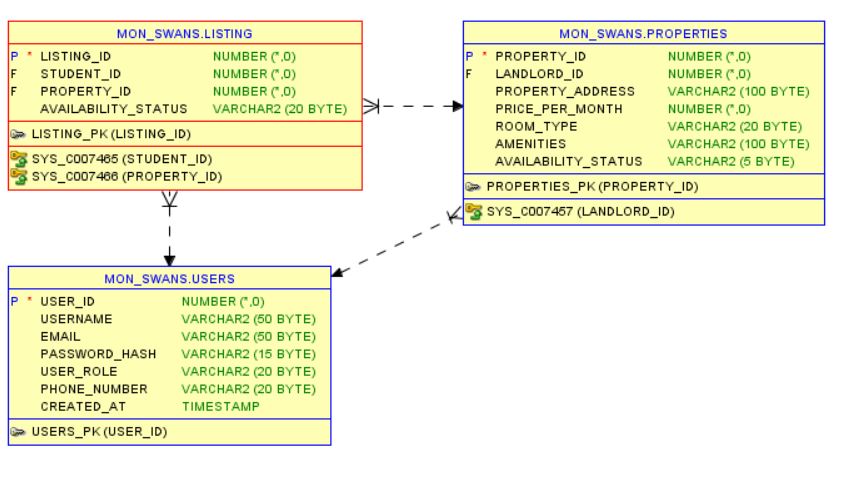 MON_SWANS.LISTING
P * LISTING_ID NUMBER (*,0)
F STUDENT_ID NUMBER (*,0)
F PROPERTY_ID NUMBER (*,0)
AVAILABILITY_STATUS VARCHAR2 (20 BYTE)
LISTING_PK (LISTING_ID)
SYS_C007465 (STUDENT_ID)
SYS_C007466 (PROPERTY_ID)
MON_SWANS.PROPERTIES
P * PROPERTY_ID NUMBER (*,0)
F LANDLORD_ID NUMBER (*,0)
PROPERTY_ADDRESS VARCHAR2 (100 BYTE)
PRICE_PER_MONTH NUMBER (*,0)
ROOM_TYPE VARCHAR2 (20 BYTE)
AMENITIES VARCHAR2 (100 BYTE)
AVAILABILITY_STATUS VARCHAR2 (5 BYTE)
PROPERTIES_PK (PROPERTY_ID)
SYS_C007457 (LANDLORD_ID)
MON_SWANS.USERS
P * USER_ID NUMBER (*,0)
USERNAME VARCHAR2 (50 BYTE)
EMAIL VARCHAR2 (50 BYTE)
PASSWORD_HASH VARCHAR2 (15 BYTE)
USER_ROLE VARCHAR2 (20 BYTE)
PHONE_NUMBER VARCHAR2 (20 BYTE)
CREATED_AT TIMESTAMP
USERS_PK (USER_ID)